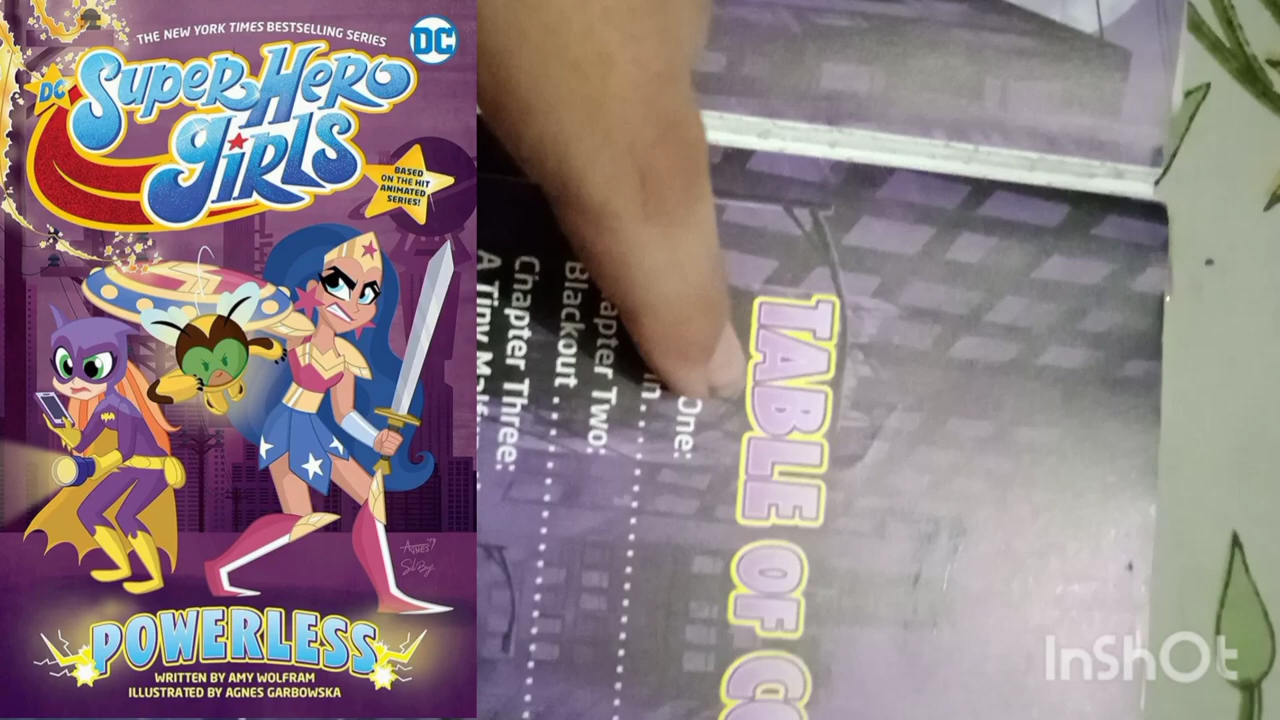 THE NEW YORK TIMES BESTSELLING SERIES
DC
DC
SUPER HERO
GIRLS
BASED
ON THE HIT
ANIMATED
SERIES!
POWERLESS
WRITTEN BY AMY WOLFRAM
ILLUSTRATED BY AGNES GARBOWSKA
TABLE OF
One:
Two:
Blackout . . . . . . . . . .
Chapter Three:
A Tiny
InShOt